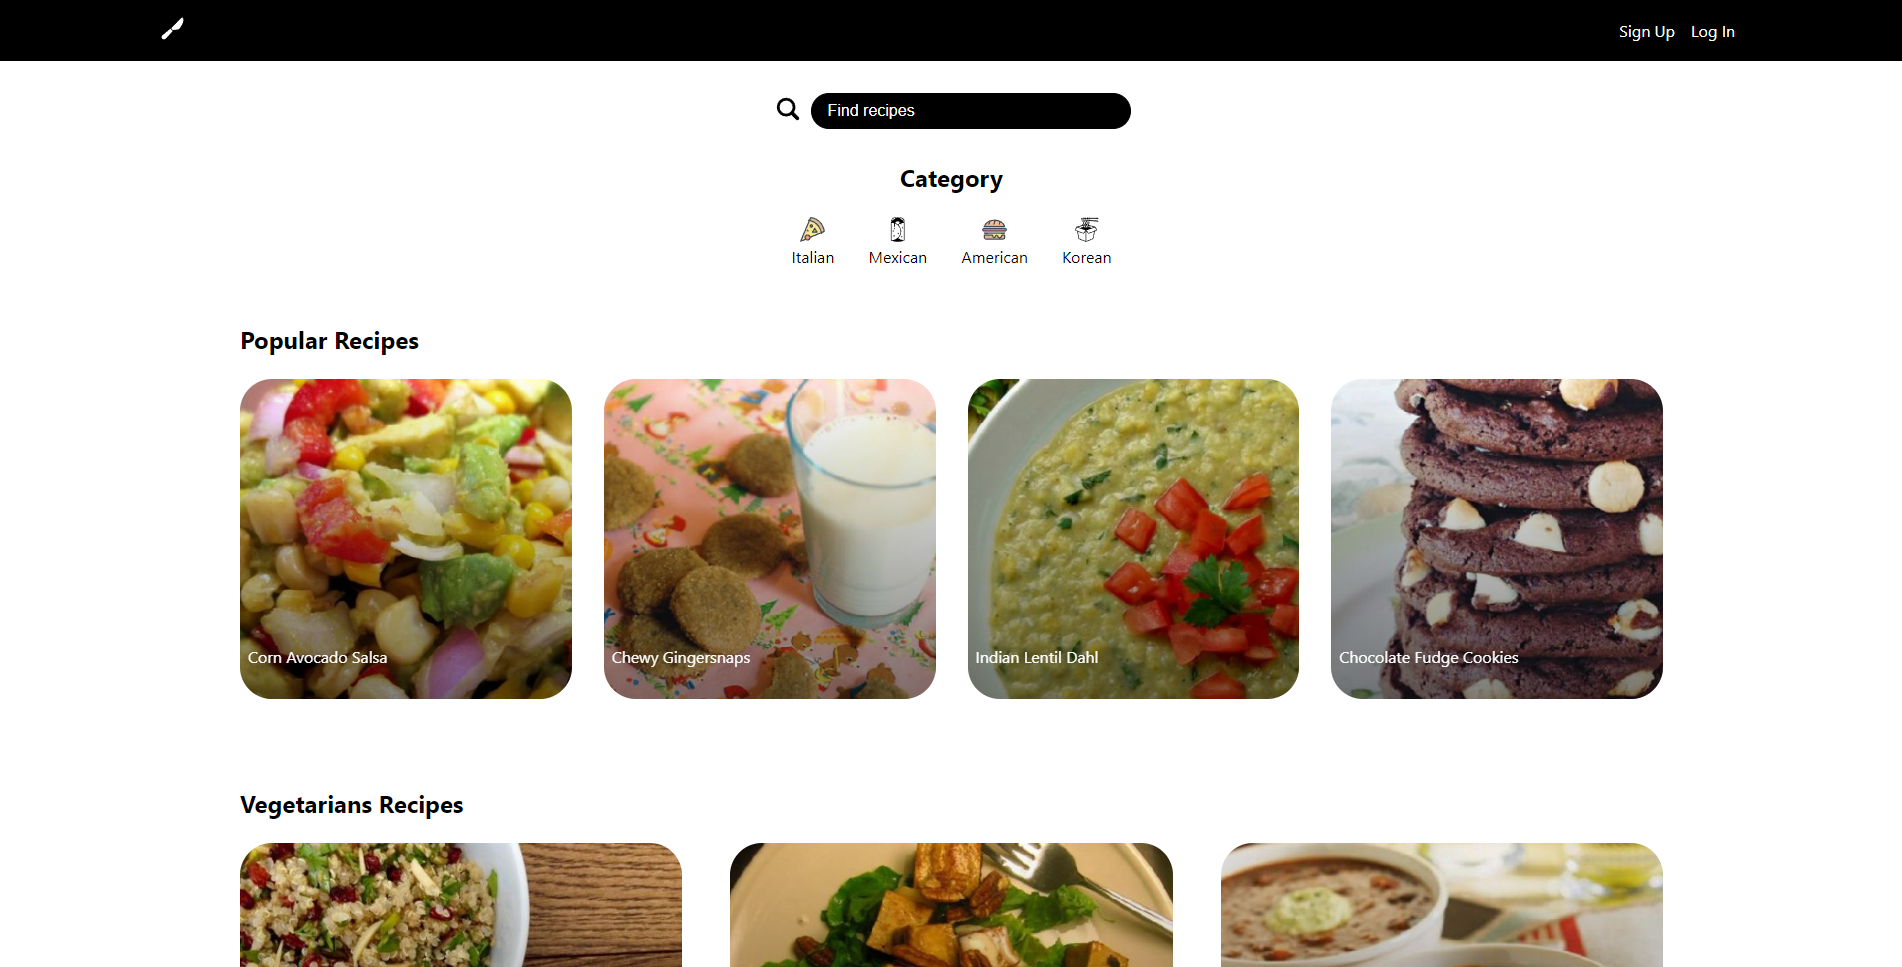 Sign Up Log In
Find recipes
Category
Italian Mexican American Korean
Popular Recipes
Corn Avocado Salsa
Chewy Gingersnaps
Indian Lentil Dahl
Chocolate Fudge Cookies
Vegetarians Recipes